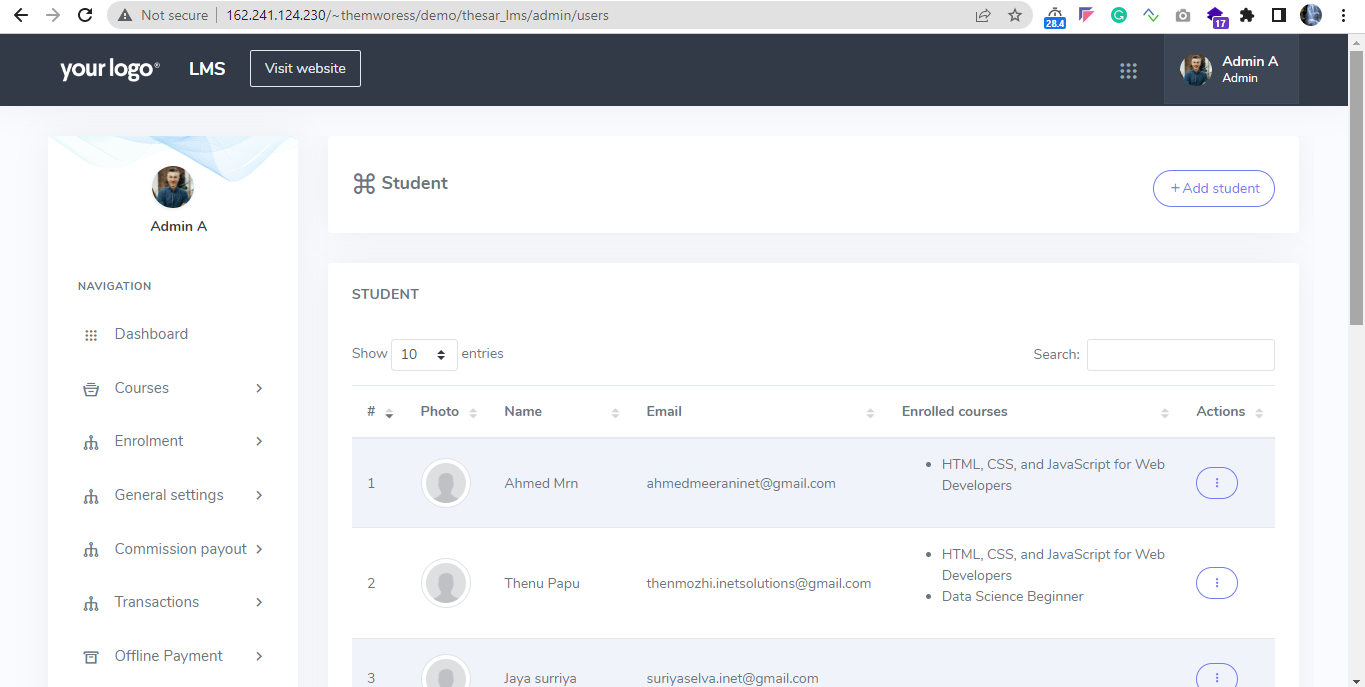 Not secure | 162.241.124.230/~themworess/demo/thesar_lms/admin/users
28.4
17
your logo®
LMS
Visit website
Admin A
Admin
Admin A
NAVIGATION
Dashboard
Courses
Enrolment
General settings
Commission payout
Transactions
Offline Payment
Student
+ Add student
STUDENT
Show 10 entries
Search:
# Photo Name Email Enrolled courses Actions
1 Ahmed Mrn ahmedmeeraninet@gmail.com
• HTML, CSS, and JavaScript for Web
Developers
2 Thenu Papu thenmozhi.inetsolutions@gmail.com
• HTML, CSS, and JavaScript for Web
Developers
• Data Science Beginner
3 Jaya surriya suriyaselva.inet@gmail.com